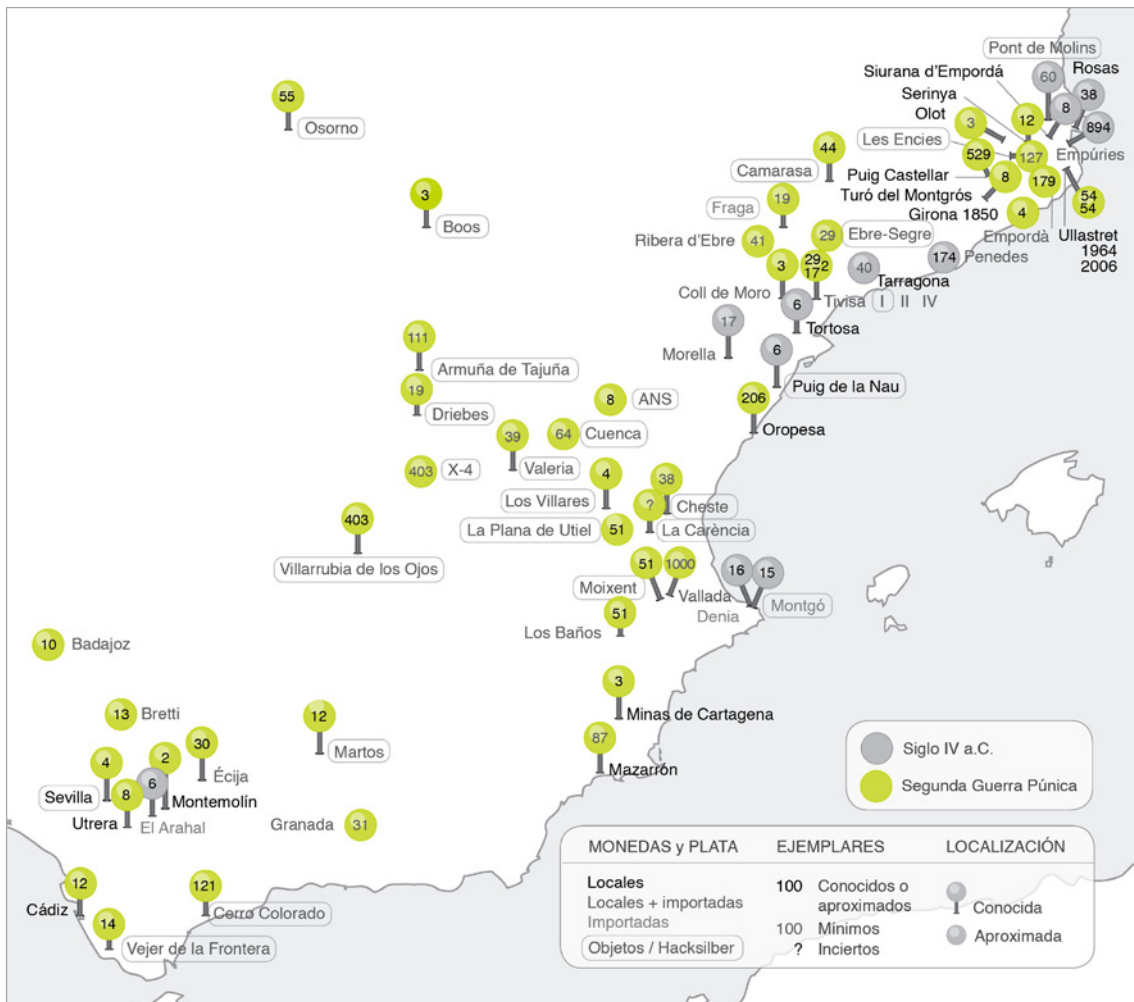 Pont de Molins
60
Siurana d'Empordá
Rosas
38
Serinya
8
Olot
12
894
3
55
Osorno
Les Encies
Empúries
127
529
44
Camarasa
Puig Castellar
8
179
Turó del Montgrós
54
54
3
Boos
Fraga
19
Girona 1850
4
Ribera d'Ebre
41
29
Ebre-Segre
Empordà
Ullastret
1964
2006
174
Penedes
3
29
17
2
40
Tarragona
Coll de Moro
Tivisa I II IV
6
Tortosa
17
Morella
111
Armuña de Tajuña
6
Puig de la Nau
19
Driebes
8
ANS
206
Oropesa
39
Valeria
64
Cuenca
403
X-4
4
Los Villares
38
Cheste
?
La Carència
403
Villarrubia de los Ojos
La Plana de Utiel
51
51
1000
Moixent
Vallada
16
15
Denia
Montgó
51
Los Baños
10
Badajoz
3
Minas de Cartagena
13
Bretti
12
Martos
87
Mazarrón
30
Écija
4
Sevilla
2
Montemolín
6
El Arahal
8
Utrera
Granada
31
12
Cádiz
121
Cerro Colorado
14
Vejer de la Frontera
Siglo IV a.C.
Segunda Guerra Púnica
MONEDAS y PLATA
Locales
Locales + importadas
Importadas
Objetos / Hacksilber
EJEMPLARES
100 Conocidos o
aproximados
100 Mínimos
? Inciertos
LOCALIZACIÓN
Conocida
Aproximada